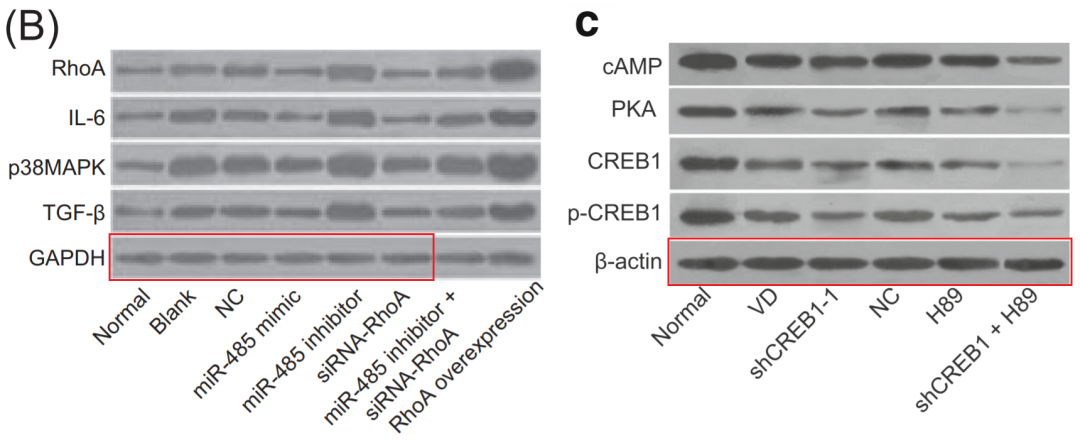 (B)
RhoA
IL-6
p38MAPK
TGF-β
GAPDH
Normal
Blank
NC
miR-485 mimic
miR-485 inhibitor
siRNA-RhoA
miR-485 inhibitor +
siRNA-RhoA
RhoA overexpression
c
cAMP
PKA
CREB1
p-CREB1
β-actin
Normal
VD
shCREB1-1
NC
H89
shCREB1 + H89